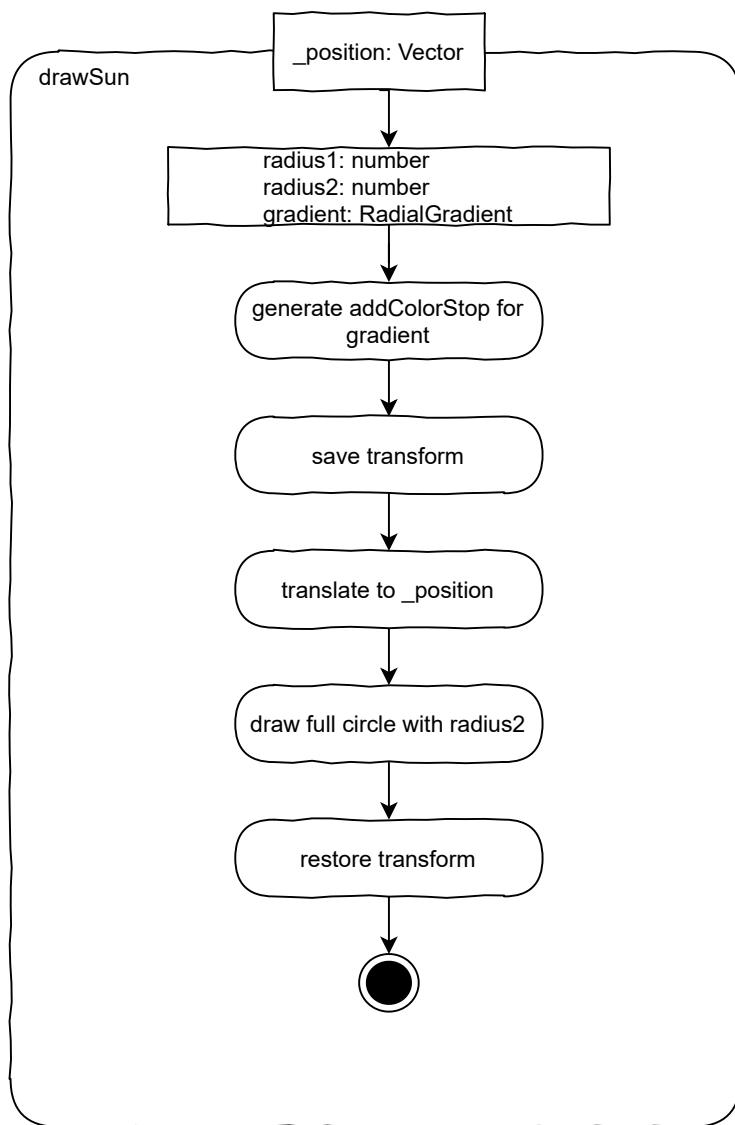 _position: Vector
drawSun
radius1: number
radius2: number
gradient: RadialGradient
generate addColorStop for
gradient
save transform
translate to _position
draw full circle with radius2
restore transform